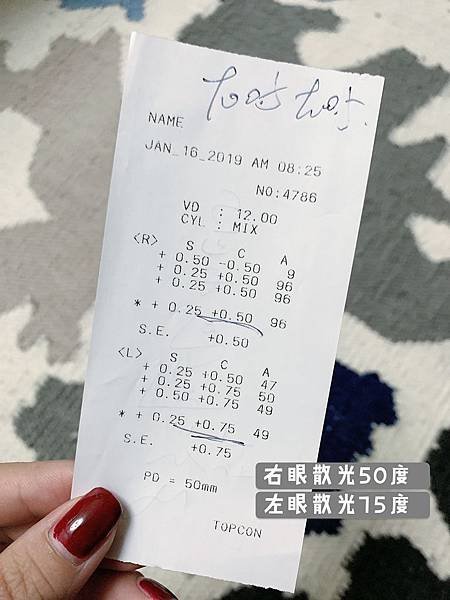 NAME
JAN_16_2019 AM 08:25
NO:4786
VD : 12.00
CYL : MIX
<R> S C A
+ 0.50 -0.50 9
+ 0.25 +0.50 96
+ 0.25 +0.50 96
* + 0.25 +0.50 96
S.E. +0.50
<L> S C A
+ 0.25 +0.50 47
+ 0.25 +0.75 50
+ 0.50 +0.75 49
* + 0.25 +0.75 49
S.E. +0.75
PD = 50mm
TOPCON
右眼散光50度
左眼散光75度